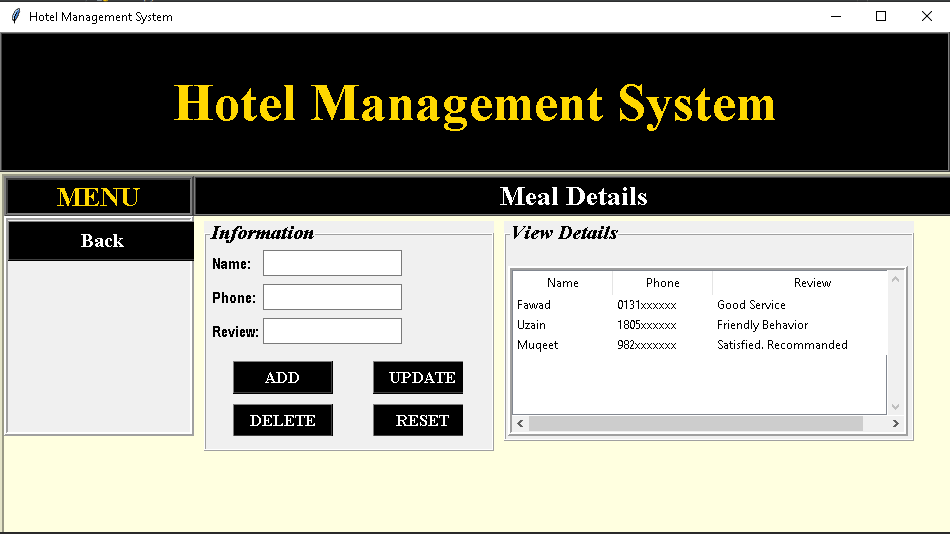 Hotel Management System
Hotel Management System
MENU
Meal Details
Back
Information
Name:
Phone:
Review:
ADD
UPDATE
DELETE
RESET
View Details
Name Phone Review
Fawad 0131xxxxxx Good Service
Uzain 1805xxxxxx Friendly Behavior
Muqeet 982xxxxxxx Satisfied. Recommanded